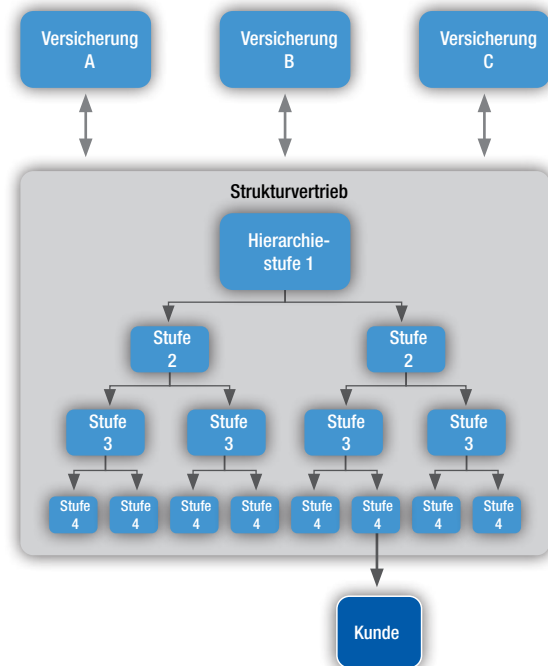 Versicherung
A
Versicherung
B
Versicherung
C
Strukturvertrieb
Hierarchie-
stufe 1
Stufe
2
Stufe
2
Stufe
3
Stufe
3
Stufe
3
Stufe
3
Stufe
4
Stufe
4
Stufe
4
Stufe
4
Stufe
4
Stufe
4
Stufe
4
Stufe
4
Kunde